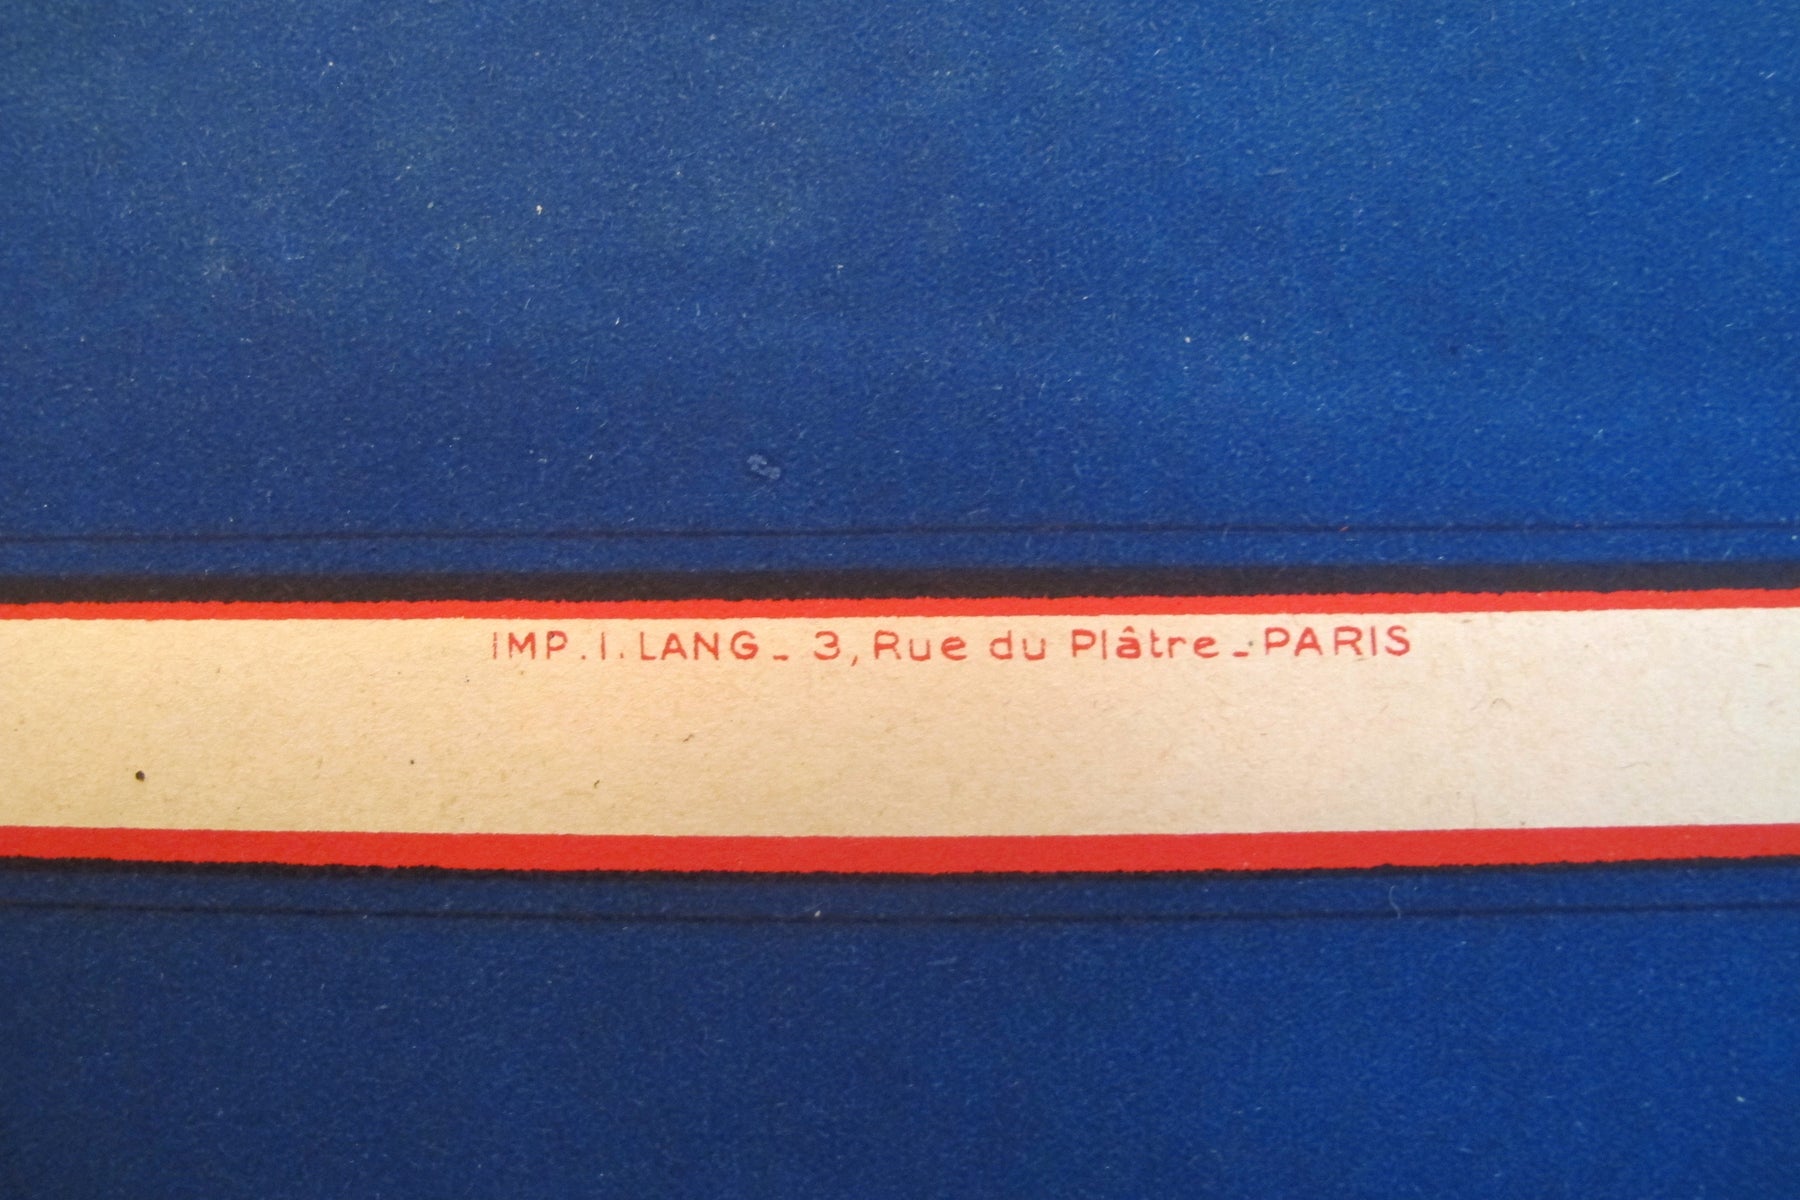 IMP. I. LANG - 3, Rue du Plâtre - PARIS